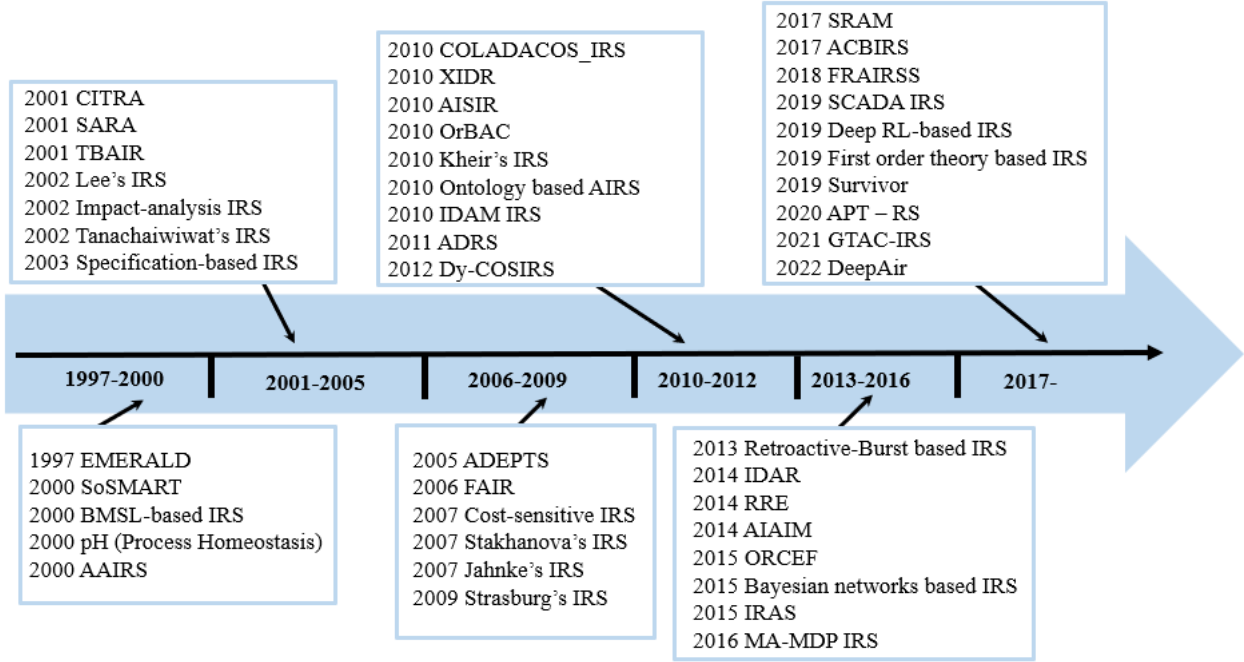 2001 CITRA
2001 SARA
2001 TBAIR
2002 Lee’s IRS
2002 Impact-analysis IRS
2002 Tanachaiwiwat’s IRS
2003 Specification-based IRS
2010 COLADACOS_IRS
2010 XIDR
2010 AISIR
2010 OrBAC
2010 Kheir’s IRS
2010 Ontology based AIRS
2010 IDAM IRS
2011 ADRS
2012 Dy-COSIRS
2017 SRAM
2017 ACBIRS
2018 FRAIRSS
2019 SCADA IRS
2019 Deep RL-based IRS
2019 First order theory based IRS
2019 Survivor
2020 APT – RS
2021 GTAC-IRS
2022 DeepAir
1997-2000
2001-2005
2006-2009
2010-2012
2013-2016
2017-
1997 EMERALD
2000 SoSMART
2000 BMSL-based IRS
2000 pH (Process Homeostasis)
2000 AAIRS
2005 ADEPTS
2006 FAIR
2007 Cost-sensitive IRS
2007 Stakhanova’s IRS
2007 Jahnke’s IRS
2009 Strasburg’s IRS
2013 Retroactive-Burst based IRS
2014 IDAR
2014 RRE
2014 AIAIM
2015 ORCEF
2015 Bayesian networks based IRS
2015 IRAS
2016 MA-MDP IRS